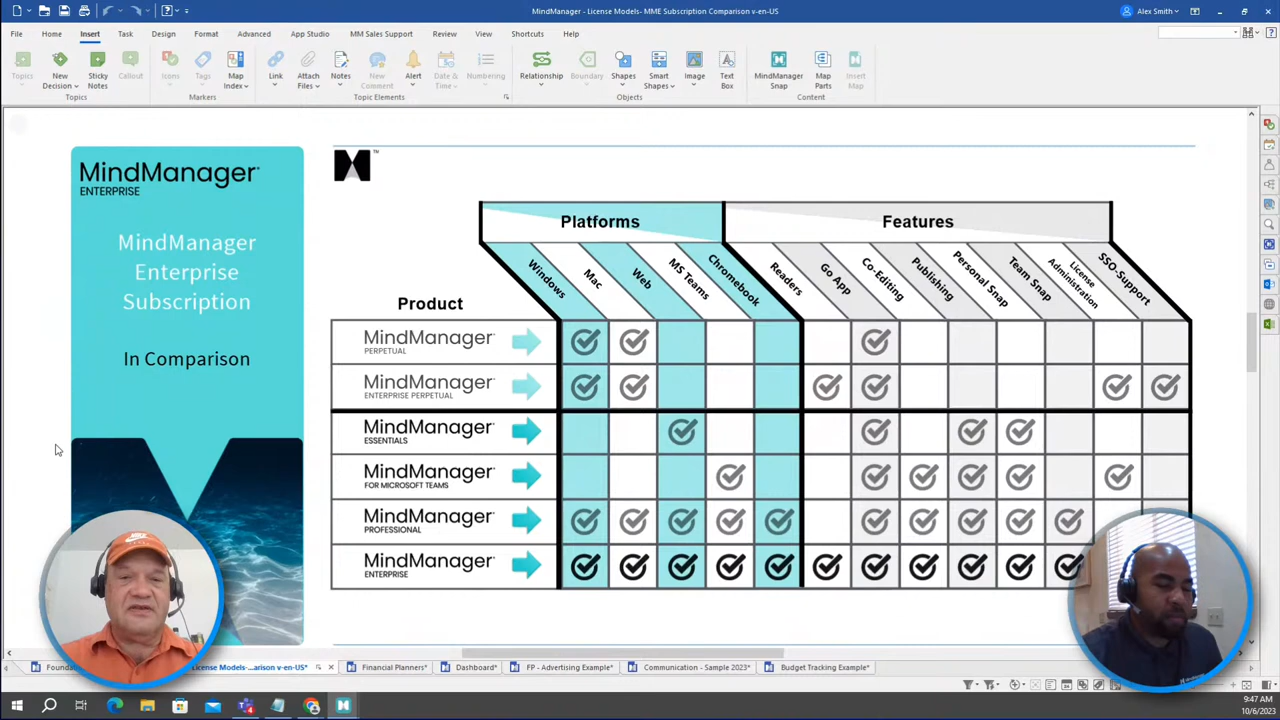 MindManager - License Models- MME Subscription Comparison v-en-US
Alex Smith
File Home Insert Task Design Format Advanced App Studio MM Sales Support Review View Shortcuts Help
Topics
New Decision
Sticky Notes
Callout
Icons
Tags
Map Index
Link
Attach Files
Notes
New Comment
Alert
Date & Time
Numbering
Relationship
Boundary
Shapes
Smart Shapes
Image
Text Box
MindManager Snap
Map Parts
Insert Map
Topics Markers Topic Elements Objects Content
MindManager
ENTERPRISE
MindManager
Enterprise
Subscription
In Comparison
Platforms Features
Windows
Mac
Web
MS Teams
Chromebook
Readers
Go App
Co-Editing
Publishing
Personal Snap
Team Snap
License
Administration
SSO-Support
Product
MindManager
PERPETUAL
MindManager
ENTERPRISE PERPETUAL
MindManager
ESSENTIALS
MindManager
FOR MICROSOFT TEAMS
MindManager
PROFESSIONAL
MindManager
ENTERPRISE
License Models-...arison v-en-US* Financial Planners* Dashboard* FP - Advertising Example* Communication - Sample 2023* Budget Tracking Example*
9:47 AM
10/6/2023